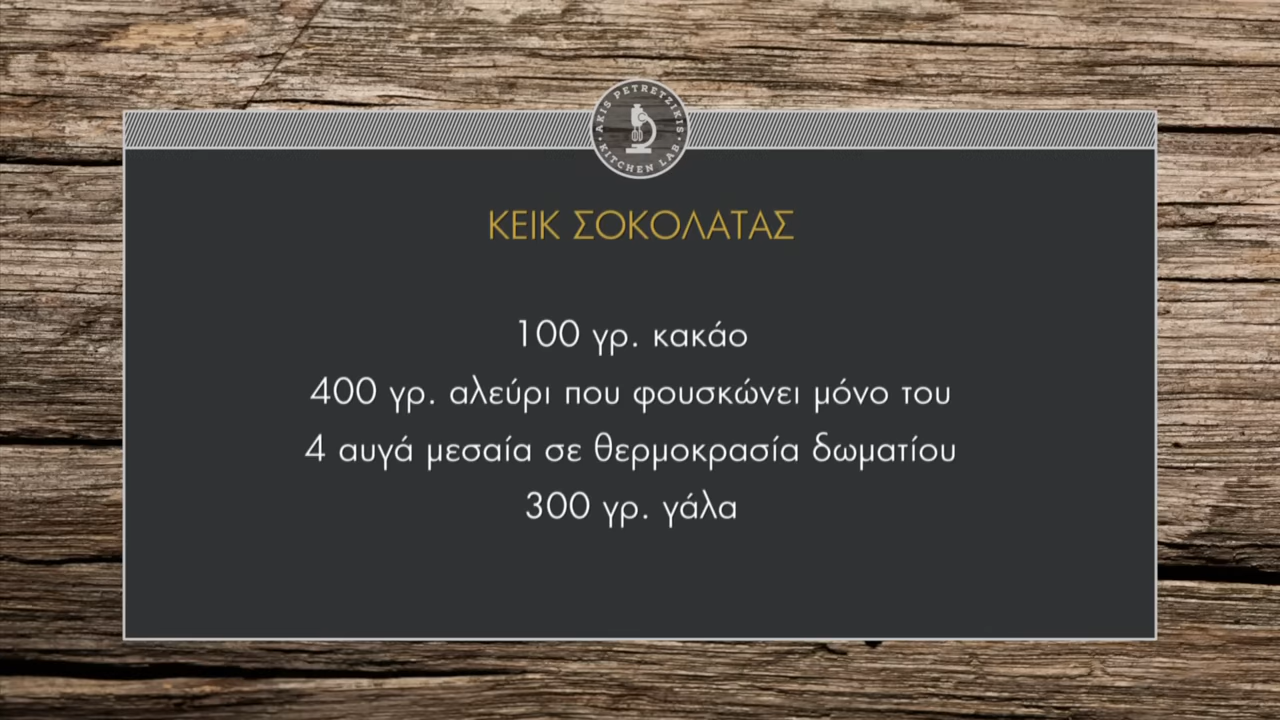 AKIS PETRETZIKIS
KITCHEN LAB
ΚΕΙΚ ΣΟΚΟΛΑΤΑΣ
100 γρ. κακάο
400 γρ. αλεύρι που φουσκώνει μόνο του
4 αυγά μεσαία σε θερμοκρασία δωματίου
300 γρ. γάλα